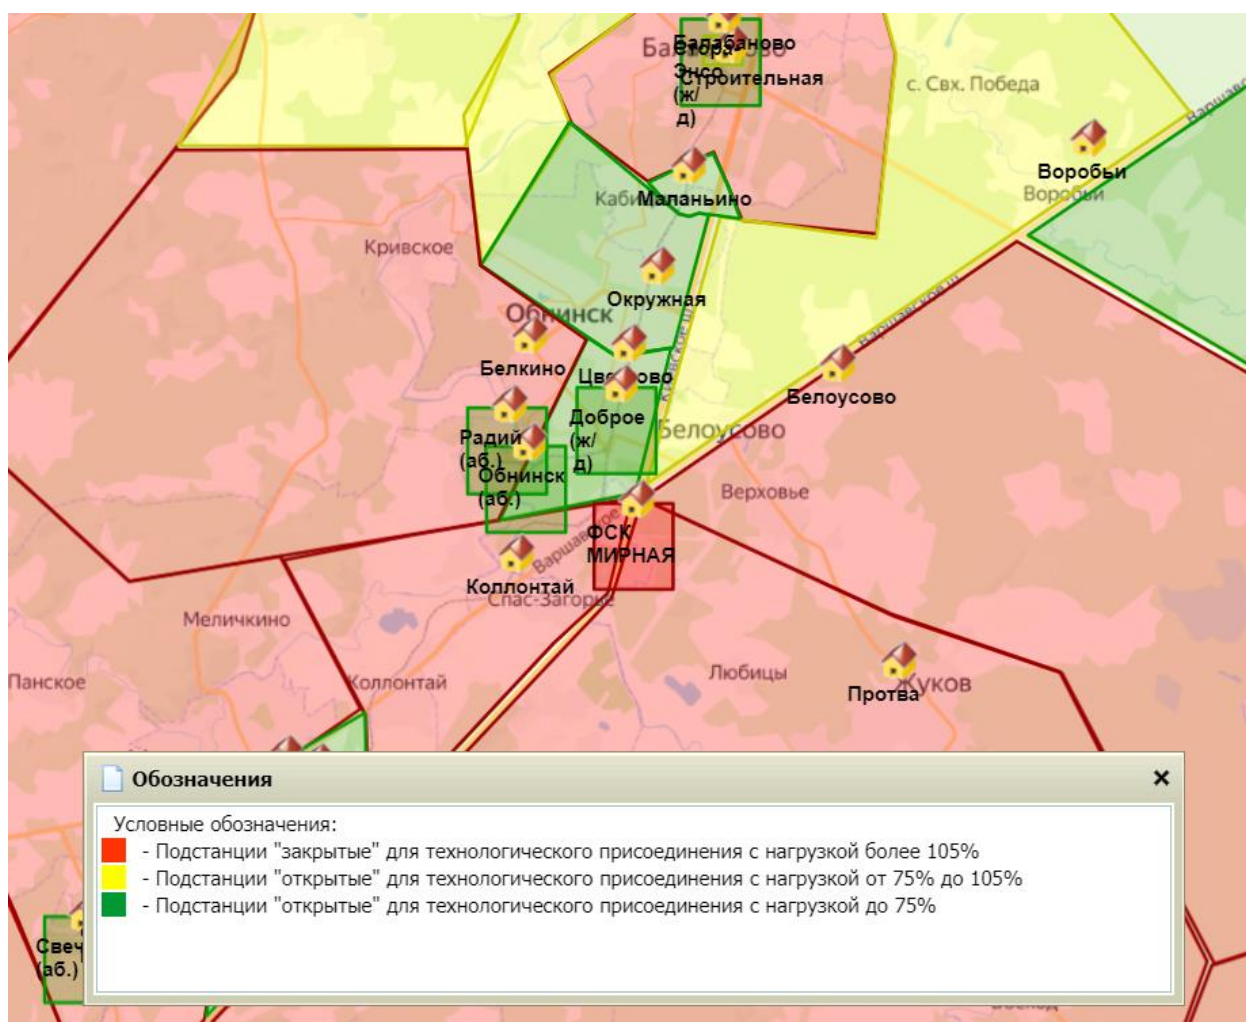 Балабаново
Строительная
Энсо
(ж/
д)
с. Свх. Победа
Воробьи
Воробьи
Маланьино
Кривское
Окружная
Обнинск
Белкино
Белоусово
Доброе
(ж/
д)
Радий
(аб.)
Белоусово
Обнинск
(аб.)
Верховье
ФСК
МИРНАЯ
Варшавское
Коллонтай
Спас-Загорье
Меличкино
Любицы
Панское
Коллонтай
Жуков
Протва
Варшавское ш.
Обозначения
Условные обозначения:
- Подстанции "закрытые" для технологического присоединения с нагрузкой более 105%
- Подстанции "открытые" для технологического присоединения с нагрузкой от 75% до 105%
- Подстанции "открытые" для технологического присоединения с нагрузкой до 75%
(аб.)